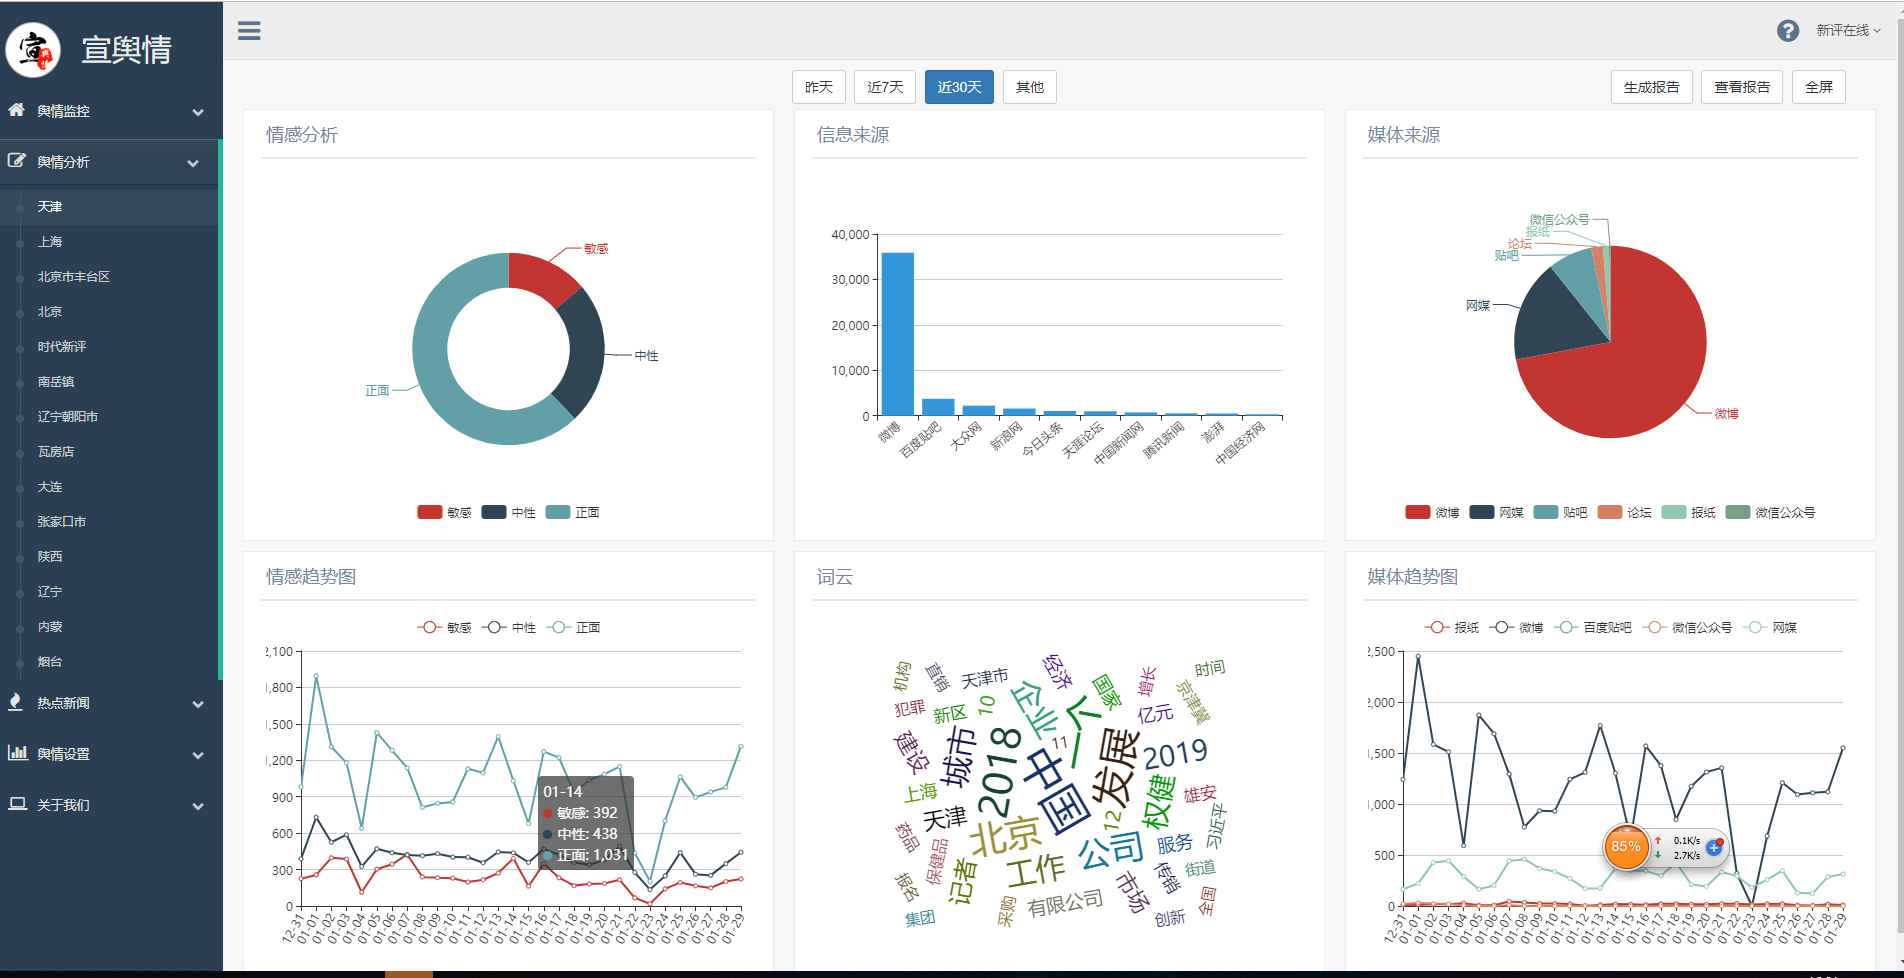 宣舆情
新评在线
昨天 近7天 近30天 其他
生成报告 查看报告 全屏
舆情监控
舆情分析
天津
上海
北京市丰台区
北京
时代新评
南岳镇
辽宁朝阳市
瓦房店
大连
张家口市
陕西
辽宁
内蒙
烟台
热点新闻
舆情设置
关于我们
情感分析
敏感
中性
正面
敏感 中性 正面
信息来源
40,000
30,000
20,000
10,000
0
微博 百度贴吧 大众网 新浪网 今日头条 天涯论坛 中国新闻网 腾讯新闻 澎湃 中国经济网
媒体来源
微信公众号
报纸
论坛
贴吧
网媒
微博
微博 网媒 贴吧 论坛 报纸 微信公众号
情感趋势图
敏感 中性 正面
2,100
1,800
1,500
1,200
900
600
300
0
01-14
敏感: 392
中性: 438
正面: 1,031
12-31 01-01 01-02 01-03 01-04 01-05 01-06 01-07 01-08 01-09 01-10 01-11 01-12 01-13 01-14 01-15 01-16 01-17 01-18 01-19 01-20 01-21 01-22 01-23 01-24 01-25 01-26 01-27 01-28 01-29
词云
机构 直销 天津市 经济 国家 增长 时间
犯罪 新区 10 企业 一个 亿元 京津冀
建设 城市 2018 中国 11 发展 2019
上海 天津 北京 12 权健 雄安
药品 保健品 公司 服务 习近平
报名 记者 工作 传销 街道
集团 采购 有限公司 市场 创新 全国
媒体趋势图
报纸 微博 百度贴吧 微信公众号 网媒
2,500
2,000
1,500
1,000
500
0
85%
0.1K/s
2.7K/s
12-31 01-01 01-02 01-03 01-04 01-05 01-06 01-07 01-08 01-09 01-10 01-11 01-12 01-13 01-14 01-15 01-16 01-17 01-18 01-19 01-20 01-21 01-22 01-23 01-24 01-25 01-26 01-27 01-28 01-29